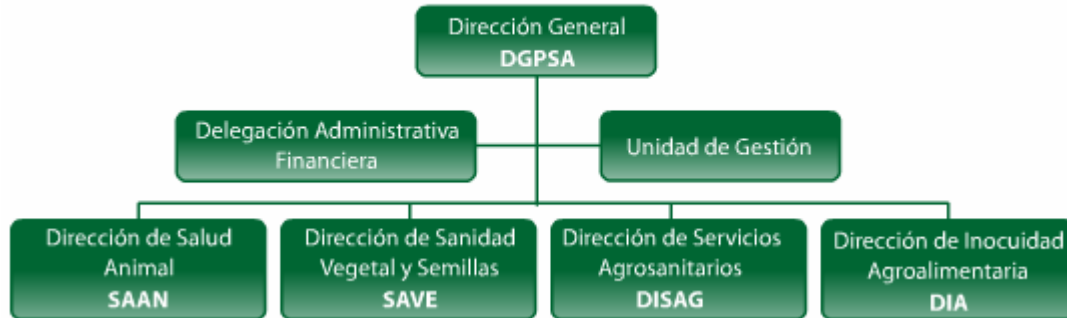 Dirección General
DGPSA
Delegación Administrativa
Financiera
Unidad de Gestión
Dirección de Salud
Animal
SAAN
Dirección de Sanidad
Vegetal y Semillas
SAVE
Dirección de Servicios
Agrosanitarios
DISAG
Dirección de Inocuidad
Agroalimentaria
DIA